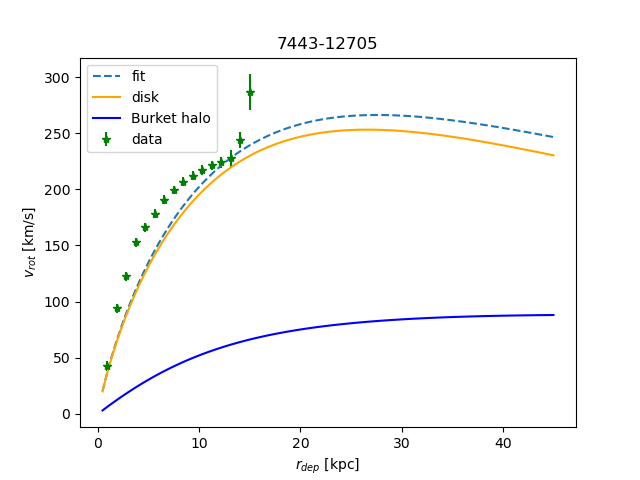 7443-12705
fit
disk
Burket halo
data
300
250
200
150
100
50
0
v_rot [km/s]
0 10 20 30 40
r_dep [kpc]